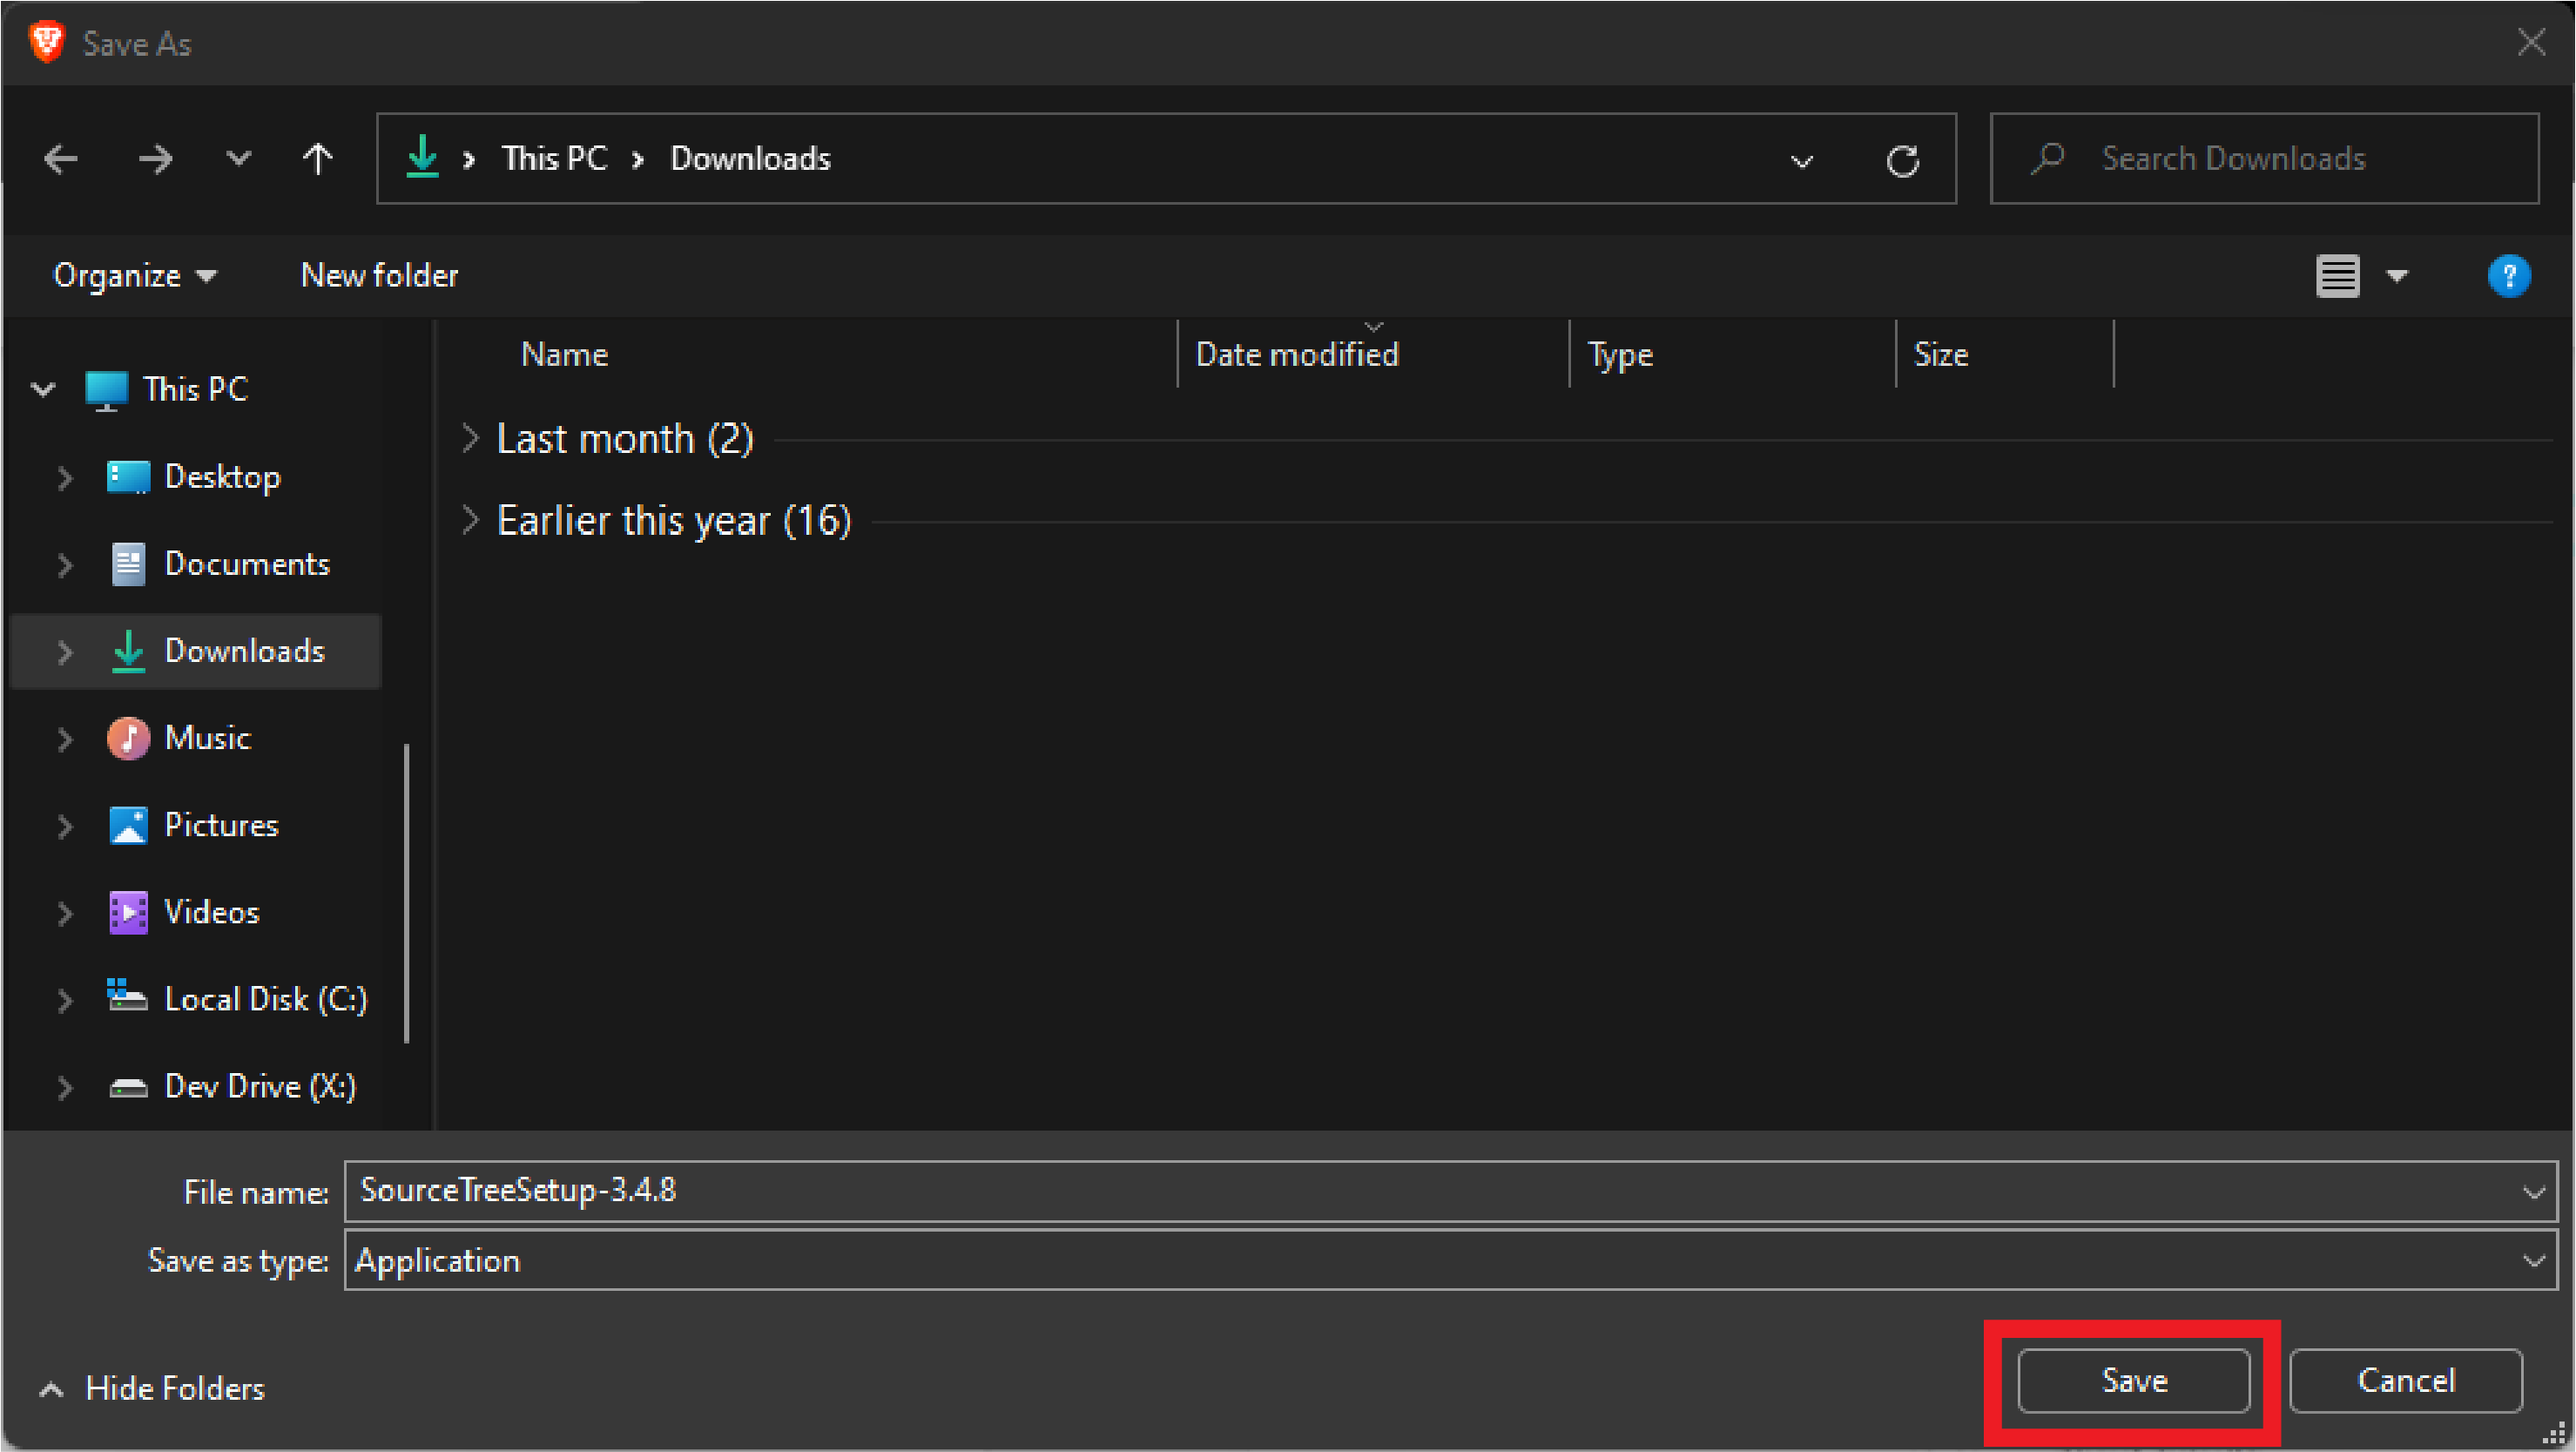 Save As
This PC > Downloads
Search Downloads
Organize
New folder
?
Name
Date modified
Type
Size
This PC
Desktop
Documents
Downloads
Music
Pictures
Videos
Local Disk (C:)
Dev Drive (X:)
Last month (2)
Earlier this year (16)
File name: SourceTreeSetup-3.4.8
Save as type: Application
Hide Folders
Save
Cancel